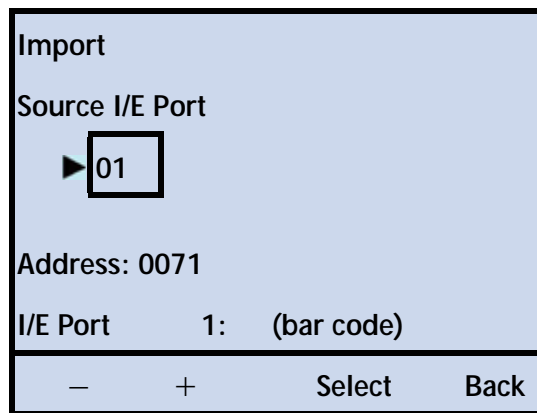 Import
Source I/E Port
01
Address: 0071
I/E Port 1: (bar code)
− + Select Back